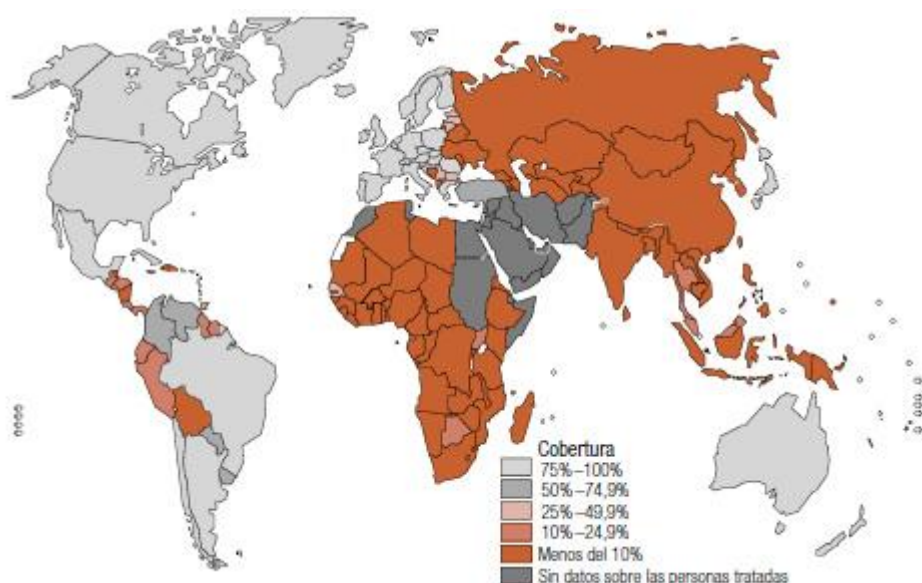 Cobertura
75%–100%
50%–74,9%
25%–49,9%
10%–24,9%
Menos del 10%
Sin datos sobre las personas tratadas